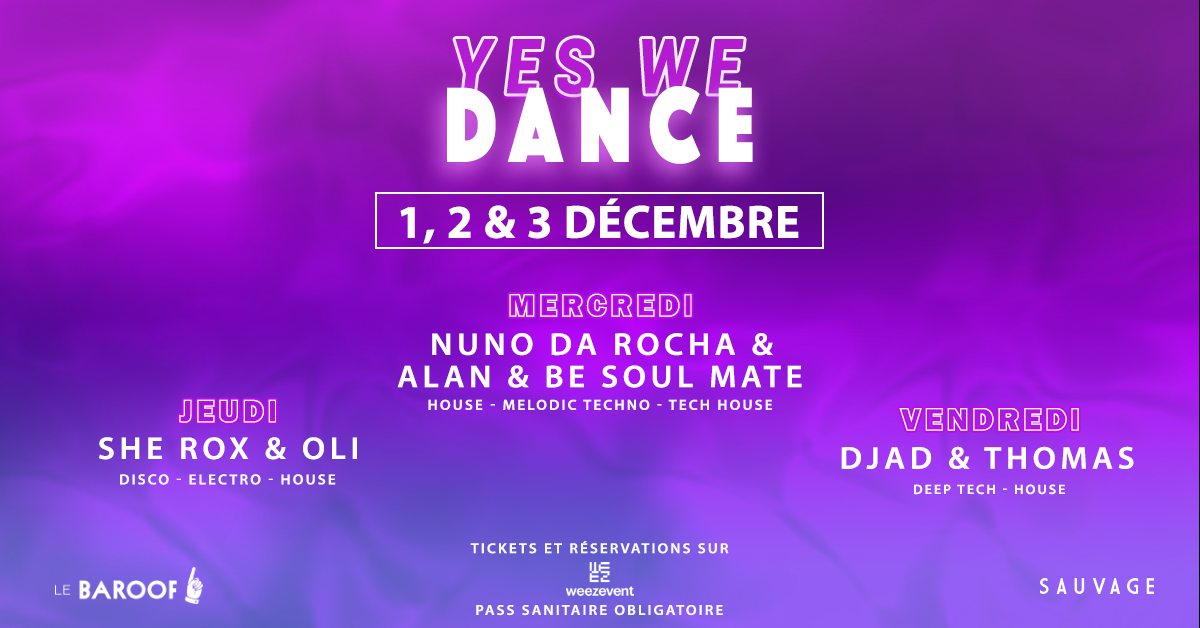 YES WE
DANCE
1, 2 & 3 DÉCEMBRE
MERCREDI
NUNO DA ROCHA &
ALAN & BE SOUL MATE
HOUSE - MELODIC TECHNO - TECH HOUSE
JEUDI
SHE ROX & OLI
DISCO - ELECTRO - HOUSE
VENDREDI
DJAD & THOMAS
DEEP TECH - HOUSE
TICKETS ET RÉSERVATIONS SUR
WEEZ
weezevent
PASS SANITAIRE OBLIGATOIRE
LE BAROOF
SAUVAGE